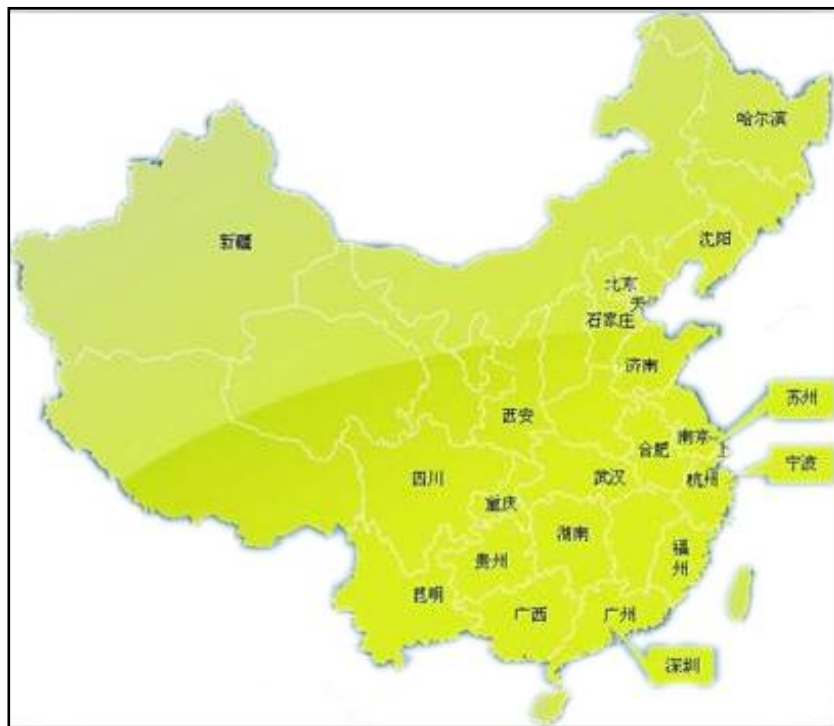 哈尔滨
新疆
沈阳
北京
石家庄
济南
苏州
西安
南京
合肥
上
宁波
四川
武汉
杭州
重庆
湖南
贵州
福州
昆明
广西
广州
深圳